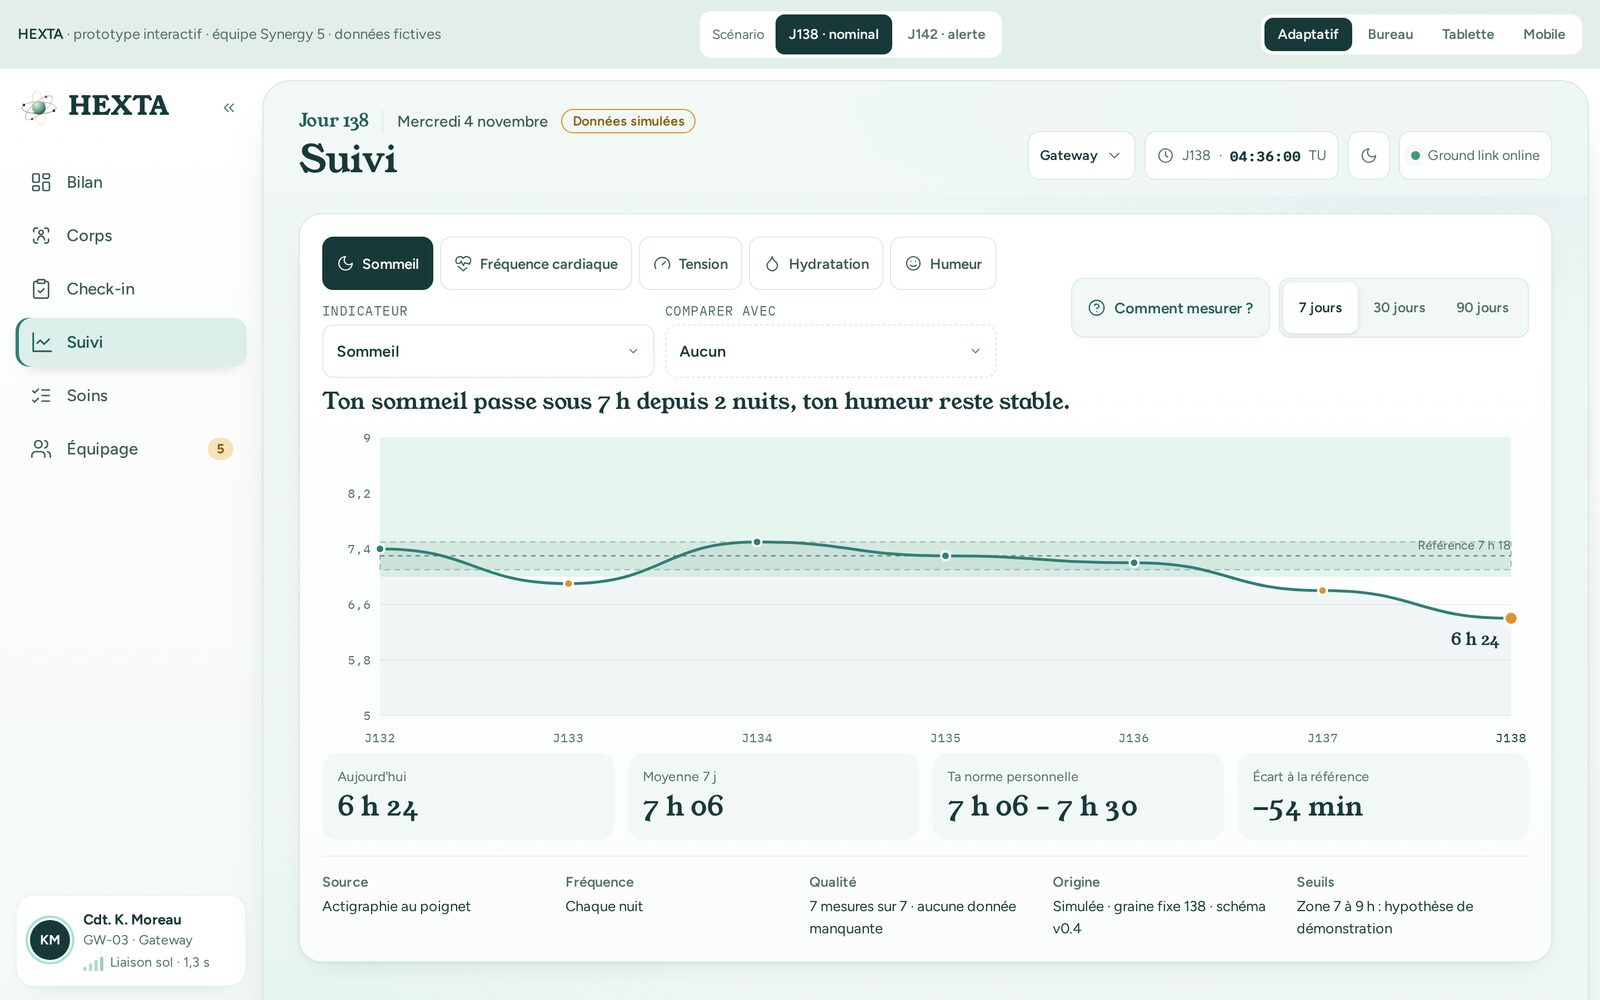 HEXTA · prototype interactif · équipe Synergy 5 · données fictives
Scénario
J138 · nominal
J142 · alerte
Adaptatif
Bureau
Tablette
Mobile
HEXTA
Bilan
Corps
Check-in
Suivi
Soins
Équipage
5
Cdt. K. Moreau
KM
GW-03 · Gateway
Liaison sol · 1,3 s
Jour 138
Mercredi 4 novembre
Données simulées
Suivi
Gateway
J138 · 04:36:00 TU
Ground link online
Sommeil
Fréquence cardiaque
Tension
Hydratation
Humeur
INDICATEUR
Sommeil
COMPARER AVEC
Aucun
Comment mesurer ?
7 jours
30 jours
90 jours
Ton sommeil passe sous 7 h depuis 2 nuits, ton humeur reste stable.
9
8,2
7,4
6,6
5,8
5
Référence 7 h 18
6 h 24
J132
J133
J134
J135
J136
J137
J138
Aujourd'hui
6 h 24
Moyenne 7 j
7 h 06
Ta norme personnelle
7 h 06 – 7 h 30
Écart à la référence
−54 min
Source
Actigraphie au poignet
Fréquence
Chaque nuit
Qualité
7 mesures sur 7 · aucune donnée
manquante
Origine
Simulée · graine fixe 138 · schéma
v0.4
Seuils
Zone 7 à 9 h : hypothèse de
démonstration